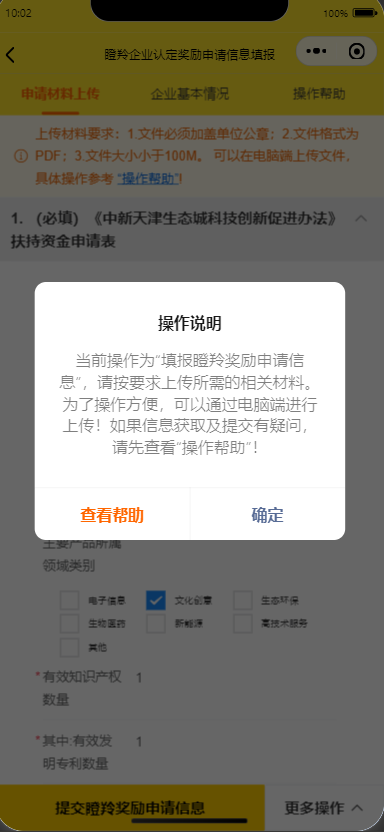 10:02
100%
瞪羚企业认定奖励申请信息填报
申请材料上传
企业基本情况
操作帮助
上传材料要求：1.文件必须加盖单位公章；2.文件格式为
PDF；3.文件大小小于100M。 可以在电脑端上传文件,
具体操作参考 “操作帮助”!
1. （必填）《中新天津生态城科技创新促进办法》
扶持资金申请表
操作说明
当前操作为“填报瞪羚奖励申请信
息”，请按要求上传所需的相关材料。
为了操作方便，可以通过电脑端进行
上传！如果信息获取及提交有疑问，
请先查看“操作帮助”！
查看帮助
确定
主要产品所属
领域类别
电子信息 文化创意 生态环保
生物医药 新能源 高技术服务
其他
*有效知识产权 1
数量
*其中:有效发 1
明专利数量
提交瞪羚奖励申请信息
更多操作